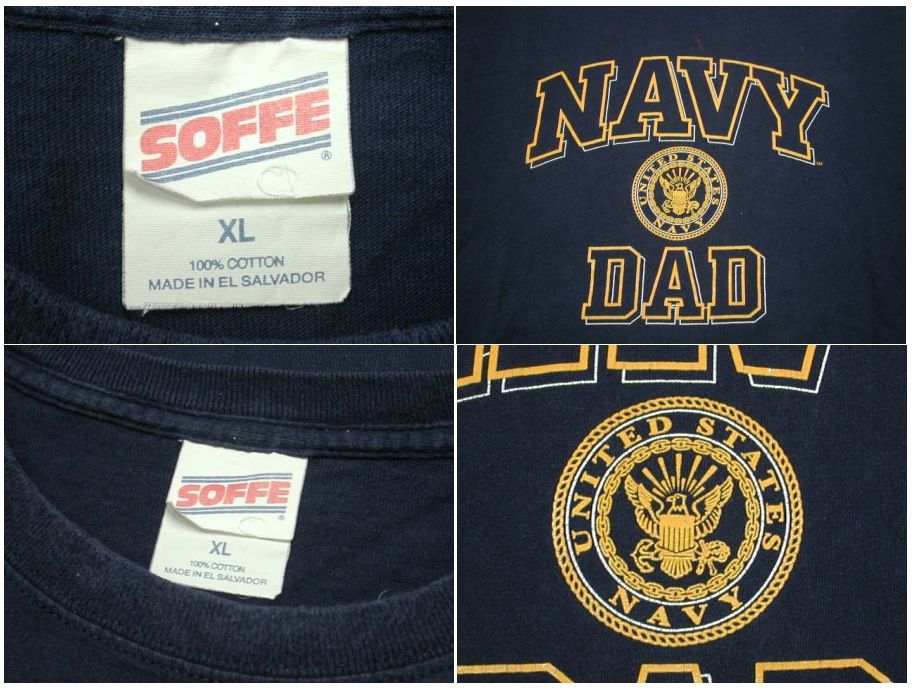 SOFFE
®
XL
100% COTTON
MADE IN EL SALVADOR
NAVY
™
UNITED STATES
NAVY
DAD
SOFFE
®
XL
100% COTTON
MADE IN EL SALVADOR
UNITED STATES
NAVY